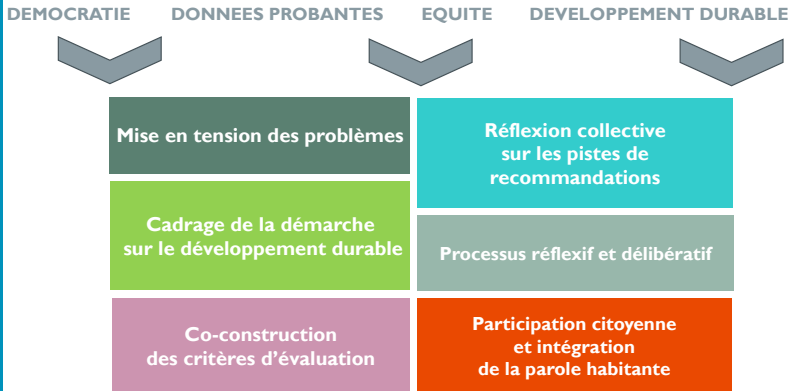 DEMOCRATIE DONNEES PROBANTES EQUITE DEVELOPPEMENT DURABLE
Mise en tension des problèmes
Cadrage de la démarche
sur le développement durable
Co-construction
des critères d'évaluation
Réflexion collective
sur les pistes de
recommandations
Processus réflexif et délibératif
Participation citoyenne
et intégration
de la parole habitante